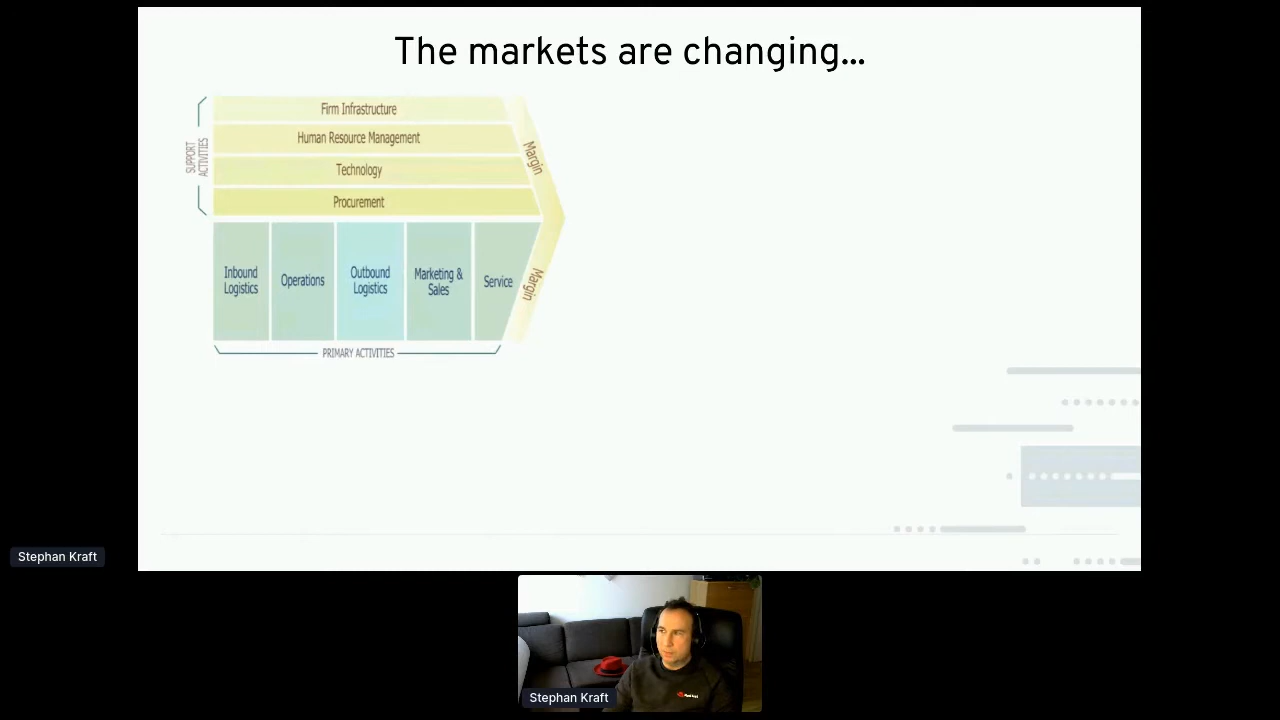 The markets are changing...
SUPPORT
ACTIVITIES
Firm Infrastructure
Human Resource Management
Technology
Procurement
Margin
Inbound
Logistics
Operations
Outbound
Logistics
Marketing &
Sales
Service
Margin
PRIMARY ACTIVITIES
Stephan Kraft
Stephan Kraft